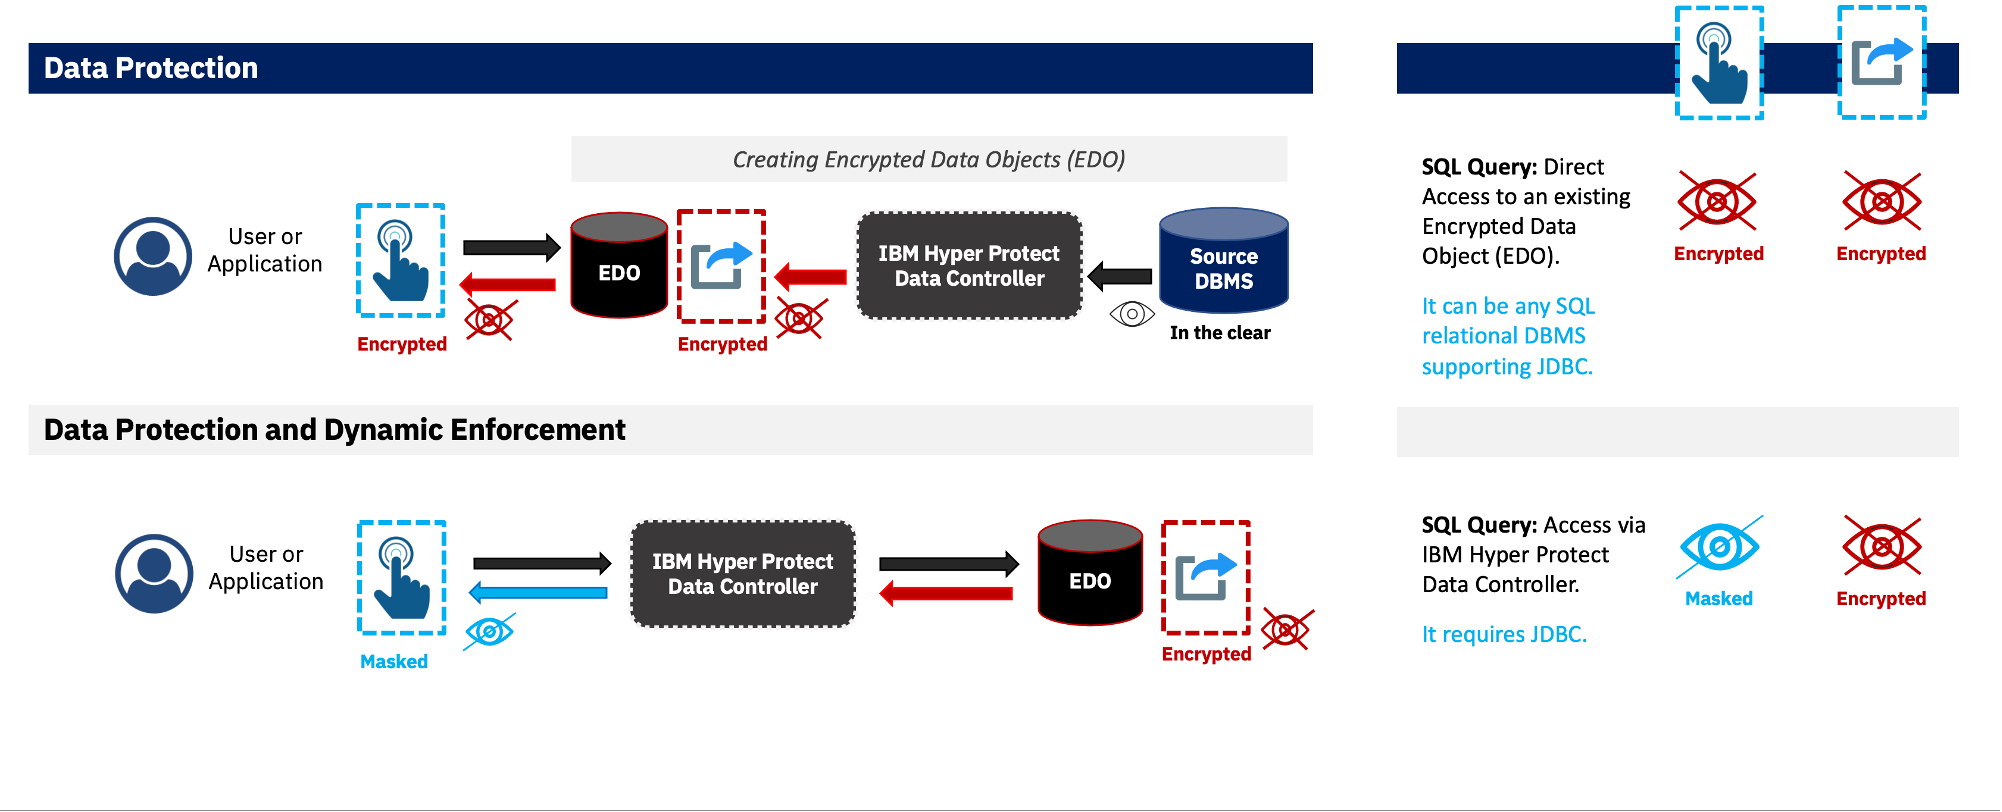 Data Protection
Creating Encrypted Data Objects (EDO)
User or
Application
Encrypted
EDO
Encrypted
IBM Hyper Protect
Data Controller
Source
DBMS
In the clear
SQL Query: Direct
Access to an existing
Encrypted Data
Object (EDO).
It can be any SQL
relational DBMS
supporting JDBC.
Encrypted
Encrypted
Data Protection and Dynamic Enforcement
User or
Application
Masked
IBM Hyper Protect
Data Controller
EDO
Encrypted
SQL Query: Access via
IBM Hyper Protect
Data Controller.
It requires JDBC.
Masked
Encrypted